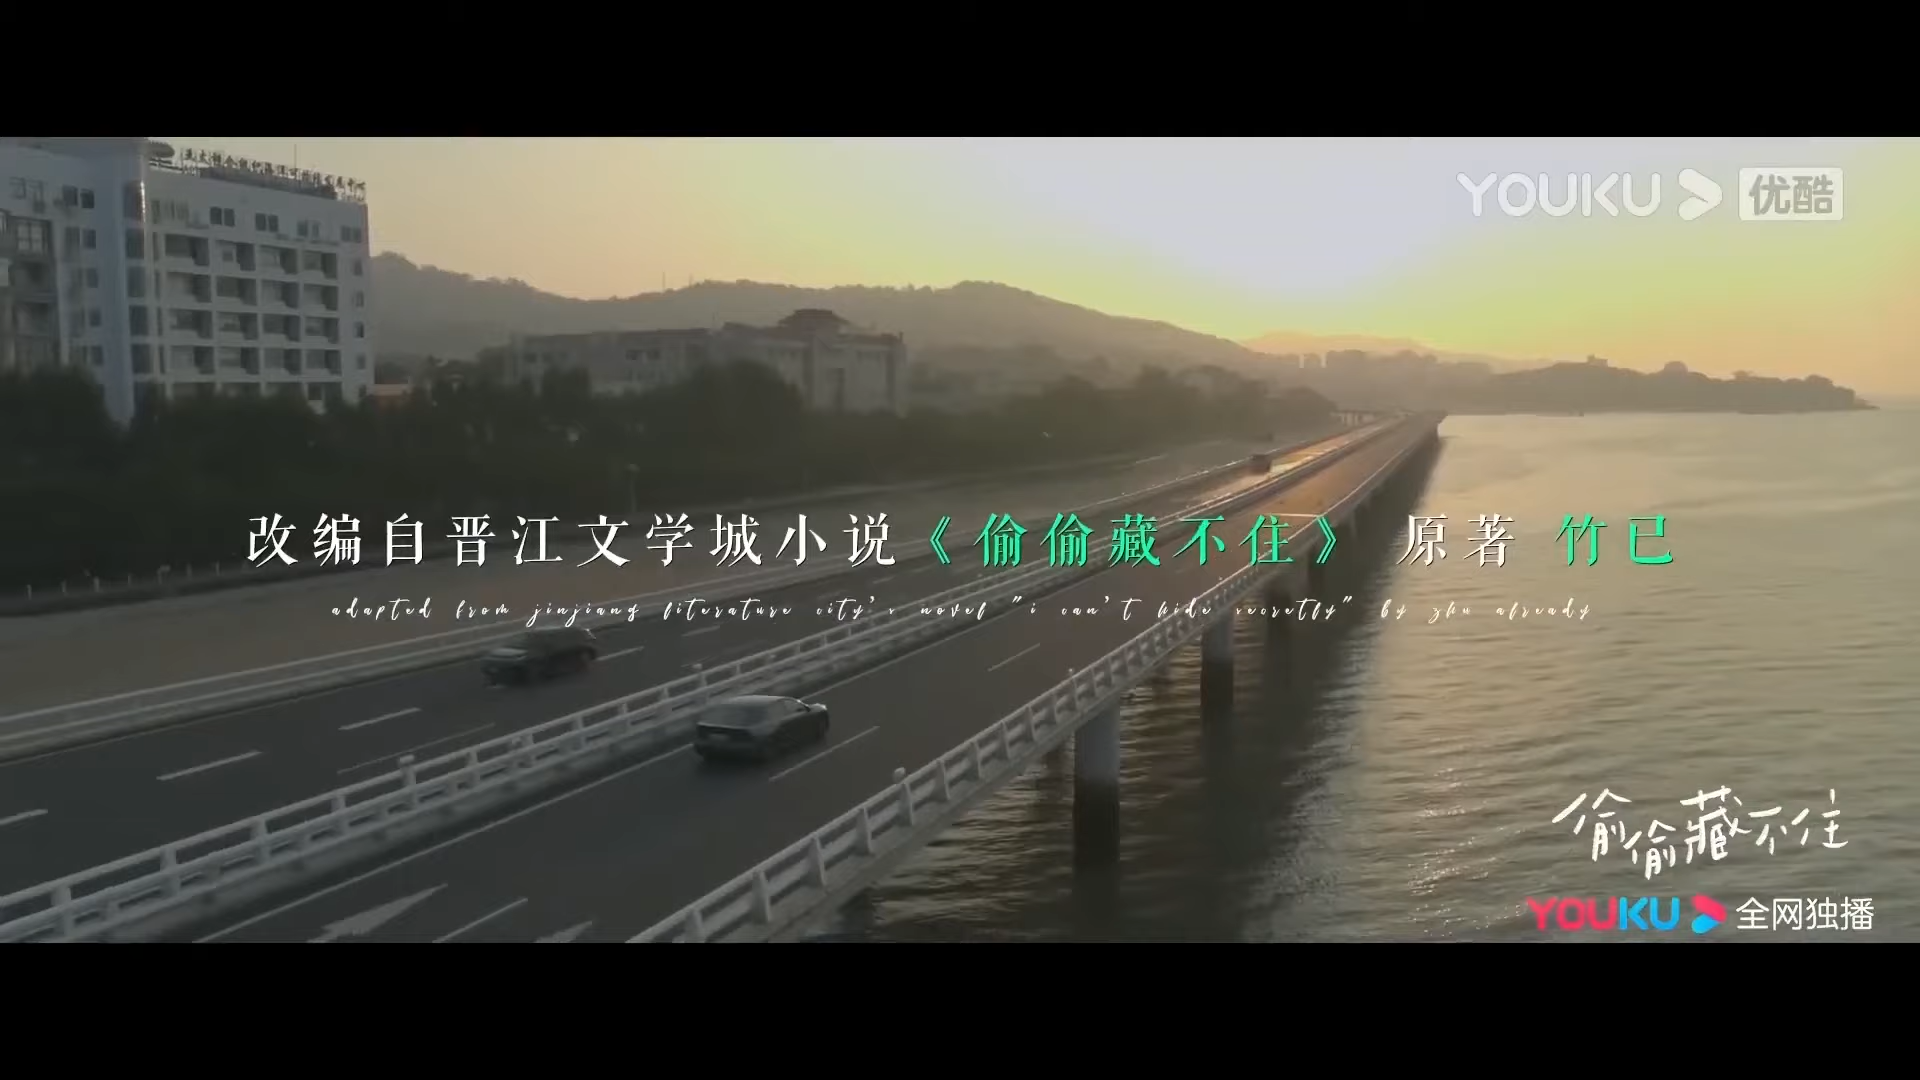 YOUKU 优酷
改编自晋江文学城小说《偷偷藏不住》 原著 竹已
adapted from jinjiang literature city's novel "i can't hide secretly" by zhu already
偷偷藏不住
YOUKU 全网独播